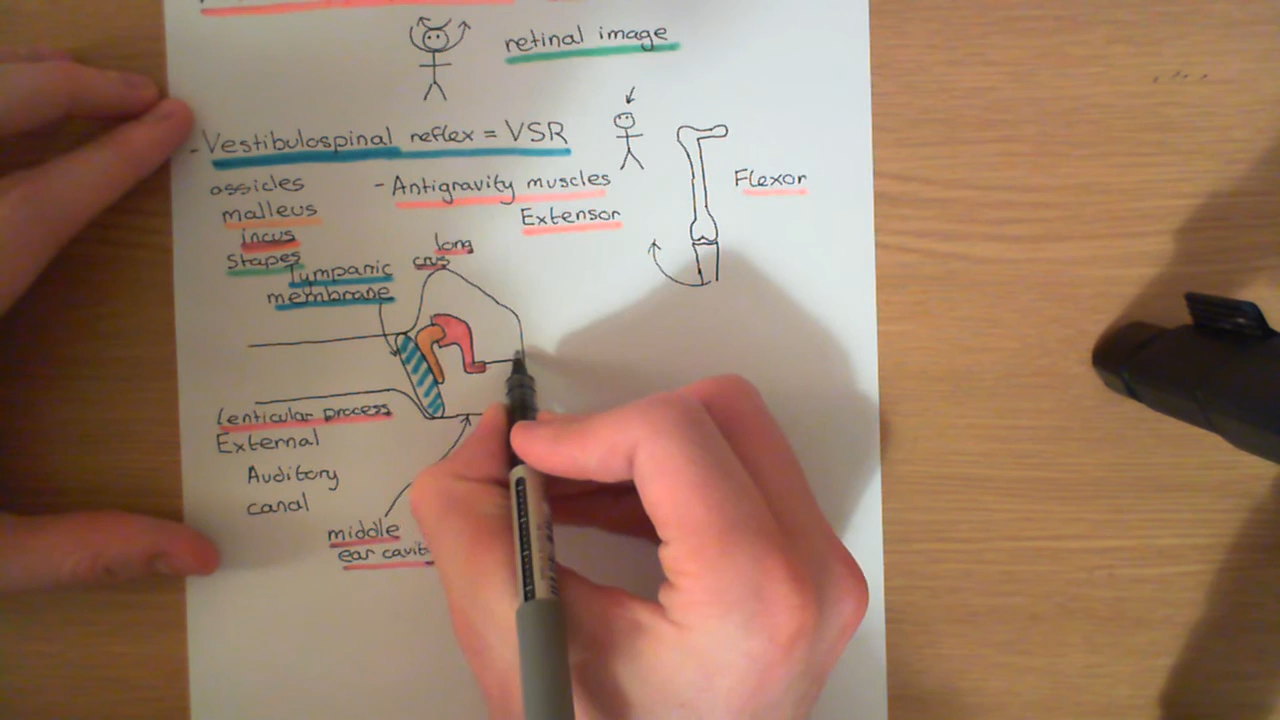 retinal image
- Vestibulospinal reflex = VSR
ossicles
- Antigravity muscles
Flexor
malleus
Extensor
incus
long
stapes
crus
Tympanic
membrane
lenticular process
External
Auditory
canal
middle
ear